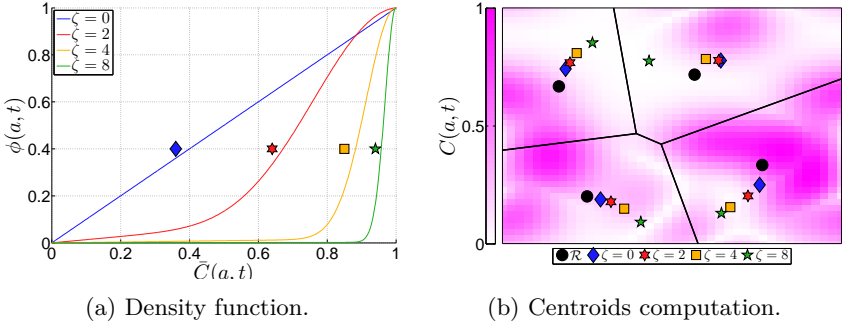 1
0.8
0.6
0.4
0.2
0
ϕ(a, t)
ζ = 0
ζ = 2
ζ = 4
ζ = 8
0 0.2 0.4 0.6 0.8 1
C̄(a, t)
(a) Density function.
1
0.5
0
C(a, t)
R ζ = 0 ζ = 2 ζ = 4 ζ = 8
(b) Centroids computation.